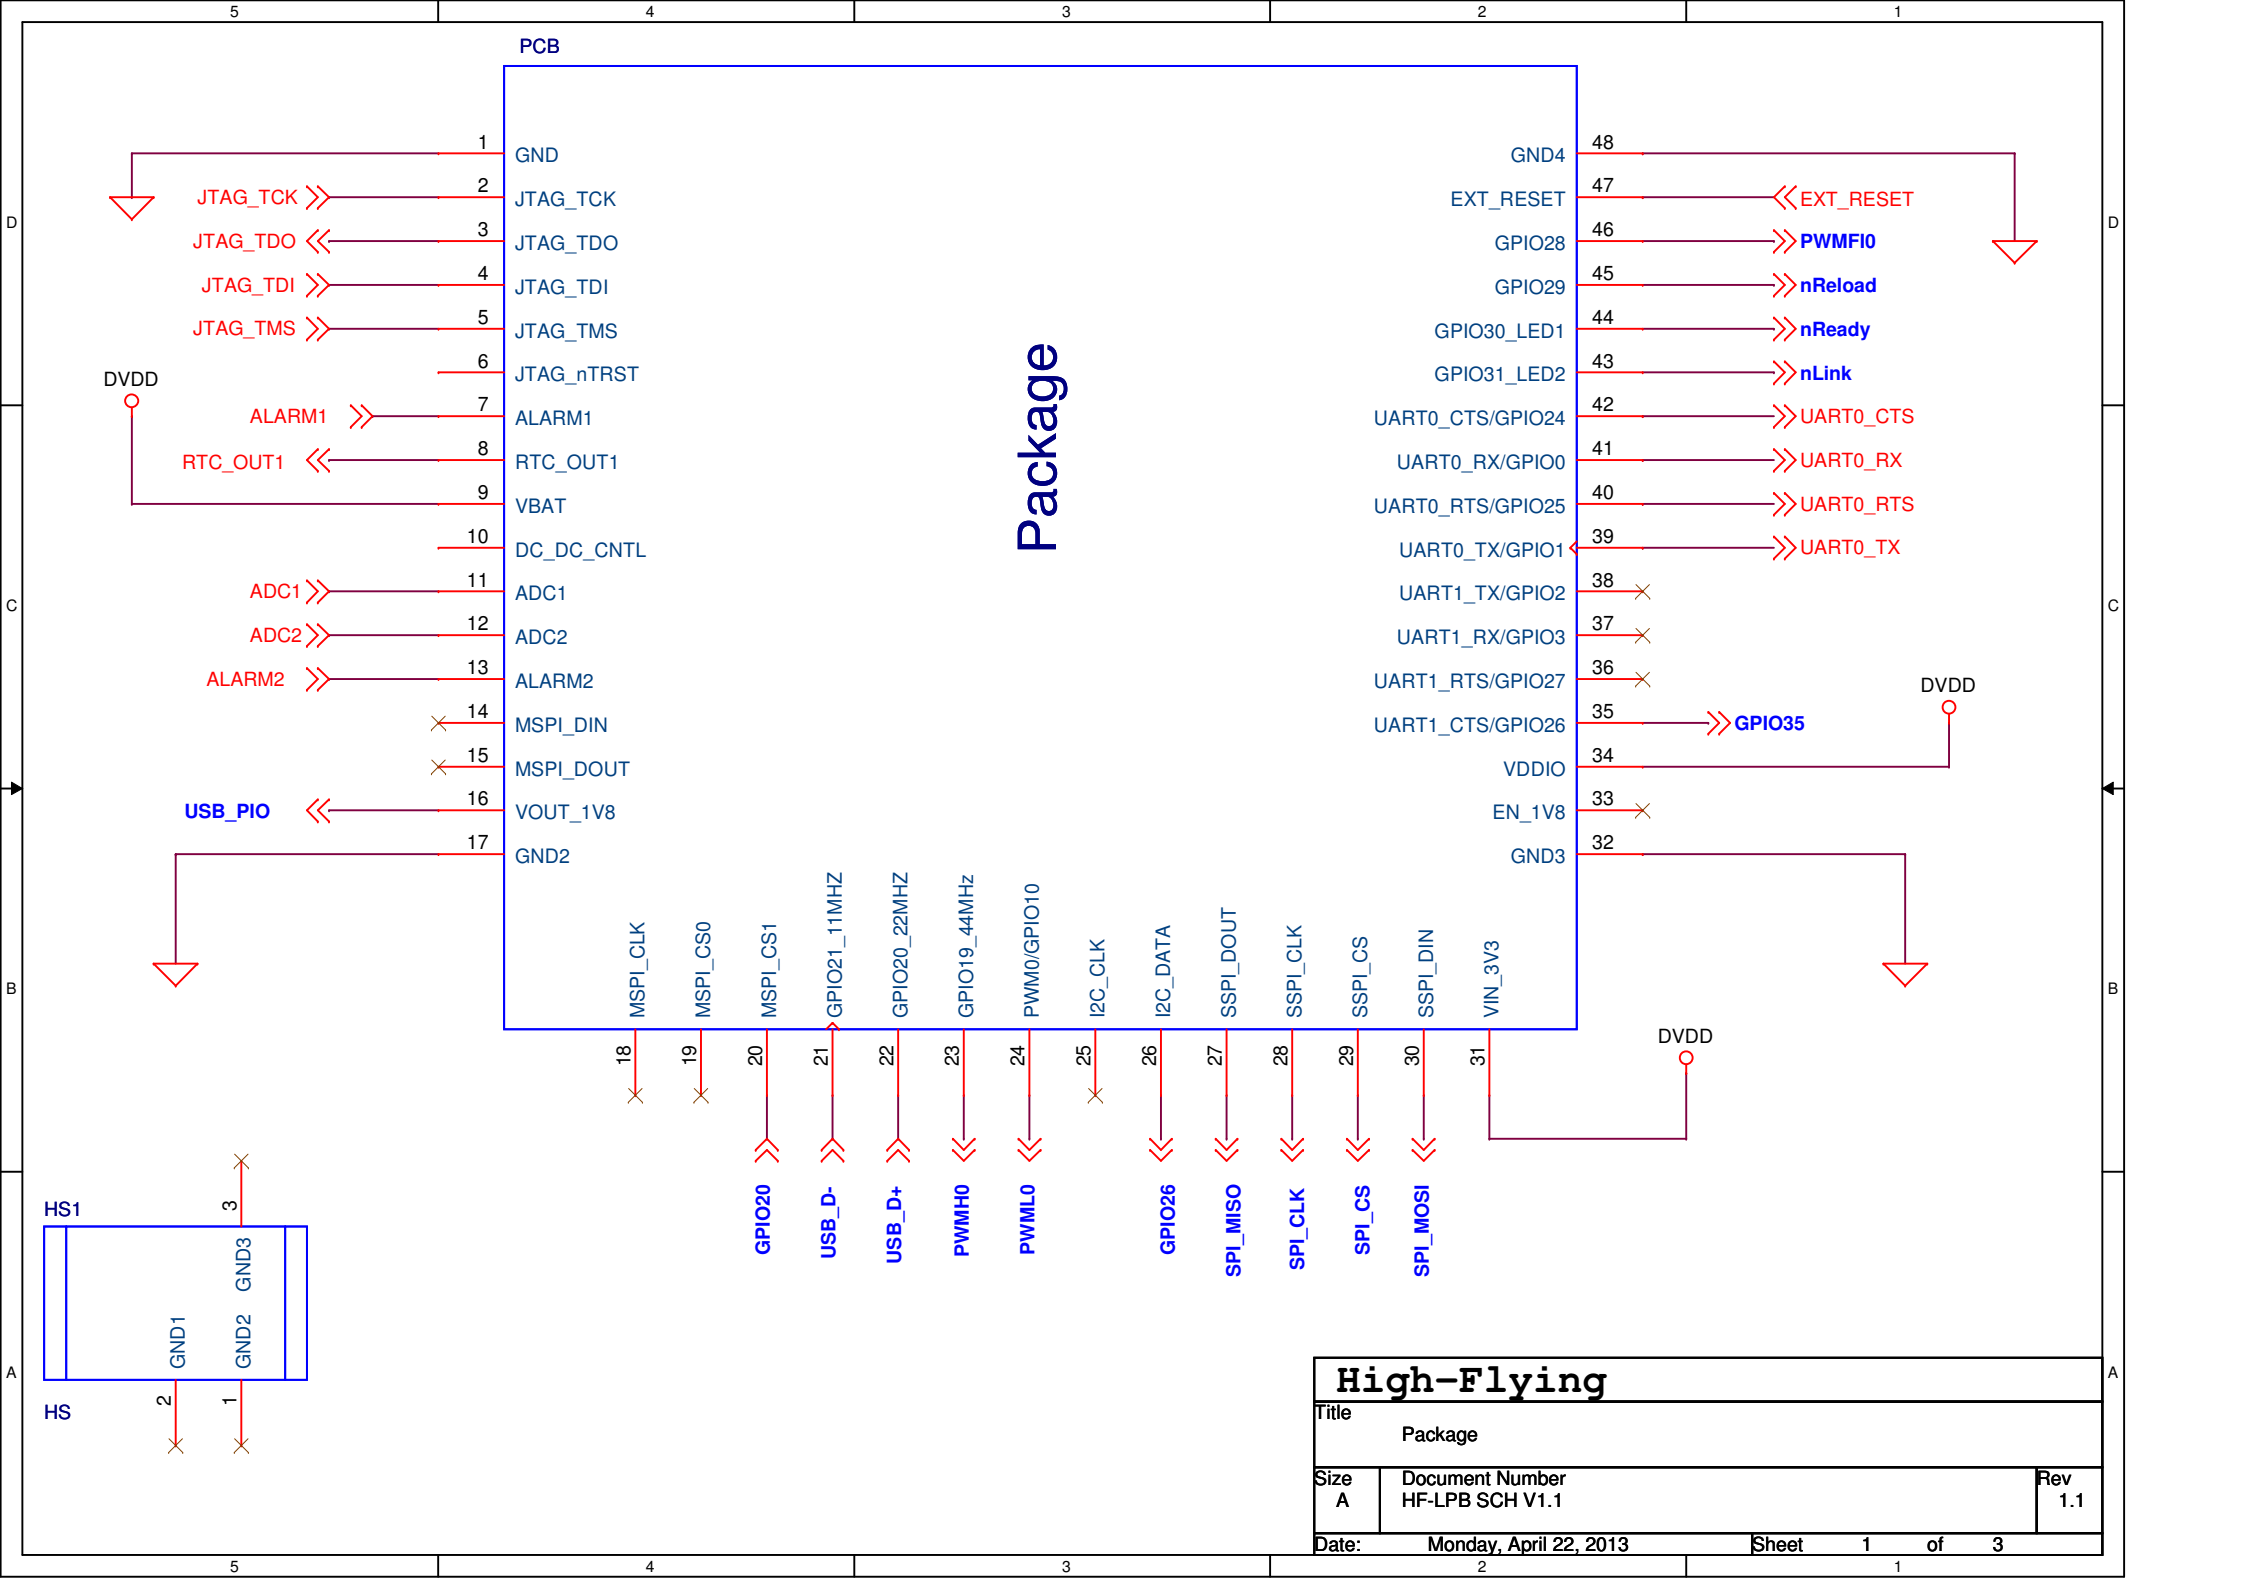 5 4 3 2 1
PCB
D D
C C
B B
A A
Package
1 GND
JTAG_TCK 2 JTAG_TCK
JTAG_TDO 3 JTAG_TDO
JTAG_TDI 4 JTAG_TDI
JTAG_TMS 5 JTAG_TMS
6 JTAG_nTRST
DVDD
ALARM1 7 ALARM1
RTC_OUT1 8 RTC_OUT1
9 VBAT
10 DC_DC_CNTL
ADC1 11 ADC1
ADC2 12 ADC2
ALARM2 13 ALARM2
14 MSPI_DIN
15 MSPI_DOUT
USB_PIO 16 VOUT_1V8
17 GND2
GND4 48
EXT_RESET 47 EXT_RESET
GPIO28 46 PWMFI0
GPIO29 45 nReload
GPIO30_LED1 44 nReady
GPIO31_LED2 43 nLink
UART0_CTS/GPIO24 42 UART0_CTS
UART0_RX/GPIO0 41 UART0_RX
UART0_RTS/GPIO25 40 UART0_RTS
UART0_TX/GPIO1 39 UART0_TX
UART1_TX/GPIO2 38
UART1_RX/GPIO3 37
UART1_RTS/GPIO27 36
UART1_CTS/GPIO26 35 GPIO35
DVDD
VDDIO 34
EN_1V8 33
GND3 32
MSPI_CLK 18
MSPI_CS0 19
MSPI_CS1 20 GPIO20
GPIO21_11MHZ 21 USB_D-
GPIO20_22MHZ 22 USB_D+
GPIO19_44MHz 23 PWMH0
PWM0/GPIO10 24 PWML0
I2C_CLK 25
I2C_DATA 26 GPIO26
SSPI_DOUT 27 SPI_MISO
SSPI_CLK 28 SPI_CLK
SSPI_CS 29 SPI_CS
SSPI_DIN 30 SPI_MOSI
VIN_3V3 31
DVDD
HS1
3 GND3
GND1 2
GND2 1
HS
High-Flying
Title
Package
Size Document Number Rev
A HF-LPB SCH V1.1 1.1
Date: Monday, April 22, 2013 Sheet 1 of 3
5 4 3 2 1